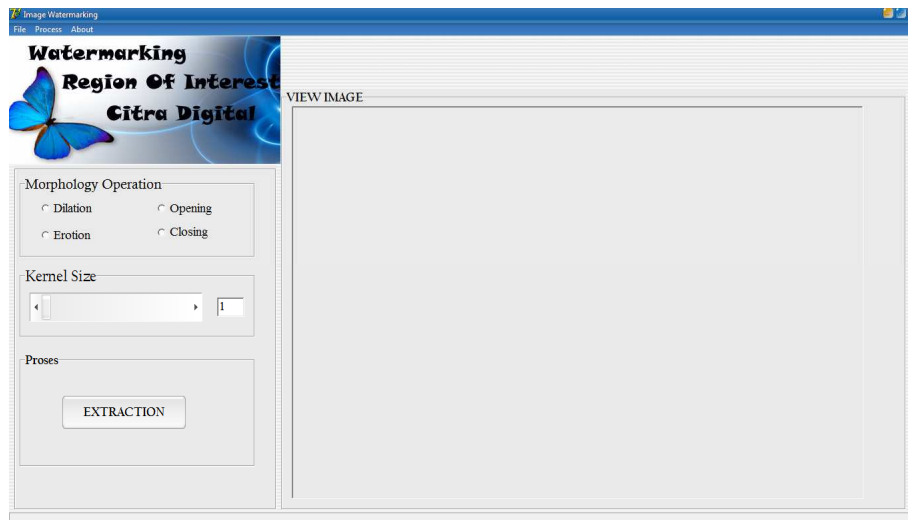 Image Watermarking
File Process About
Watermarking
Region Of Interest
Citra Digital
VIEW IMAGE
Morphology Operation
Dilation Opening
Erotion Closing
Kernel Size
1
Proses
EXTRACTION